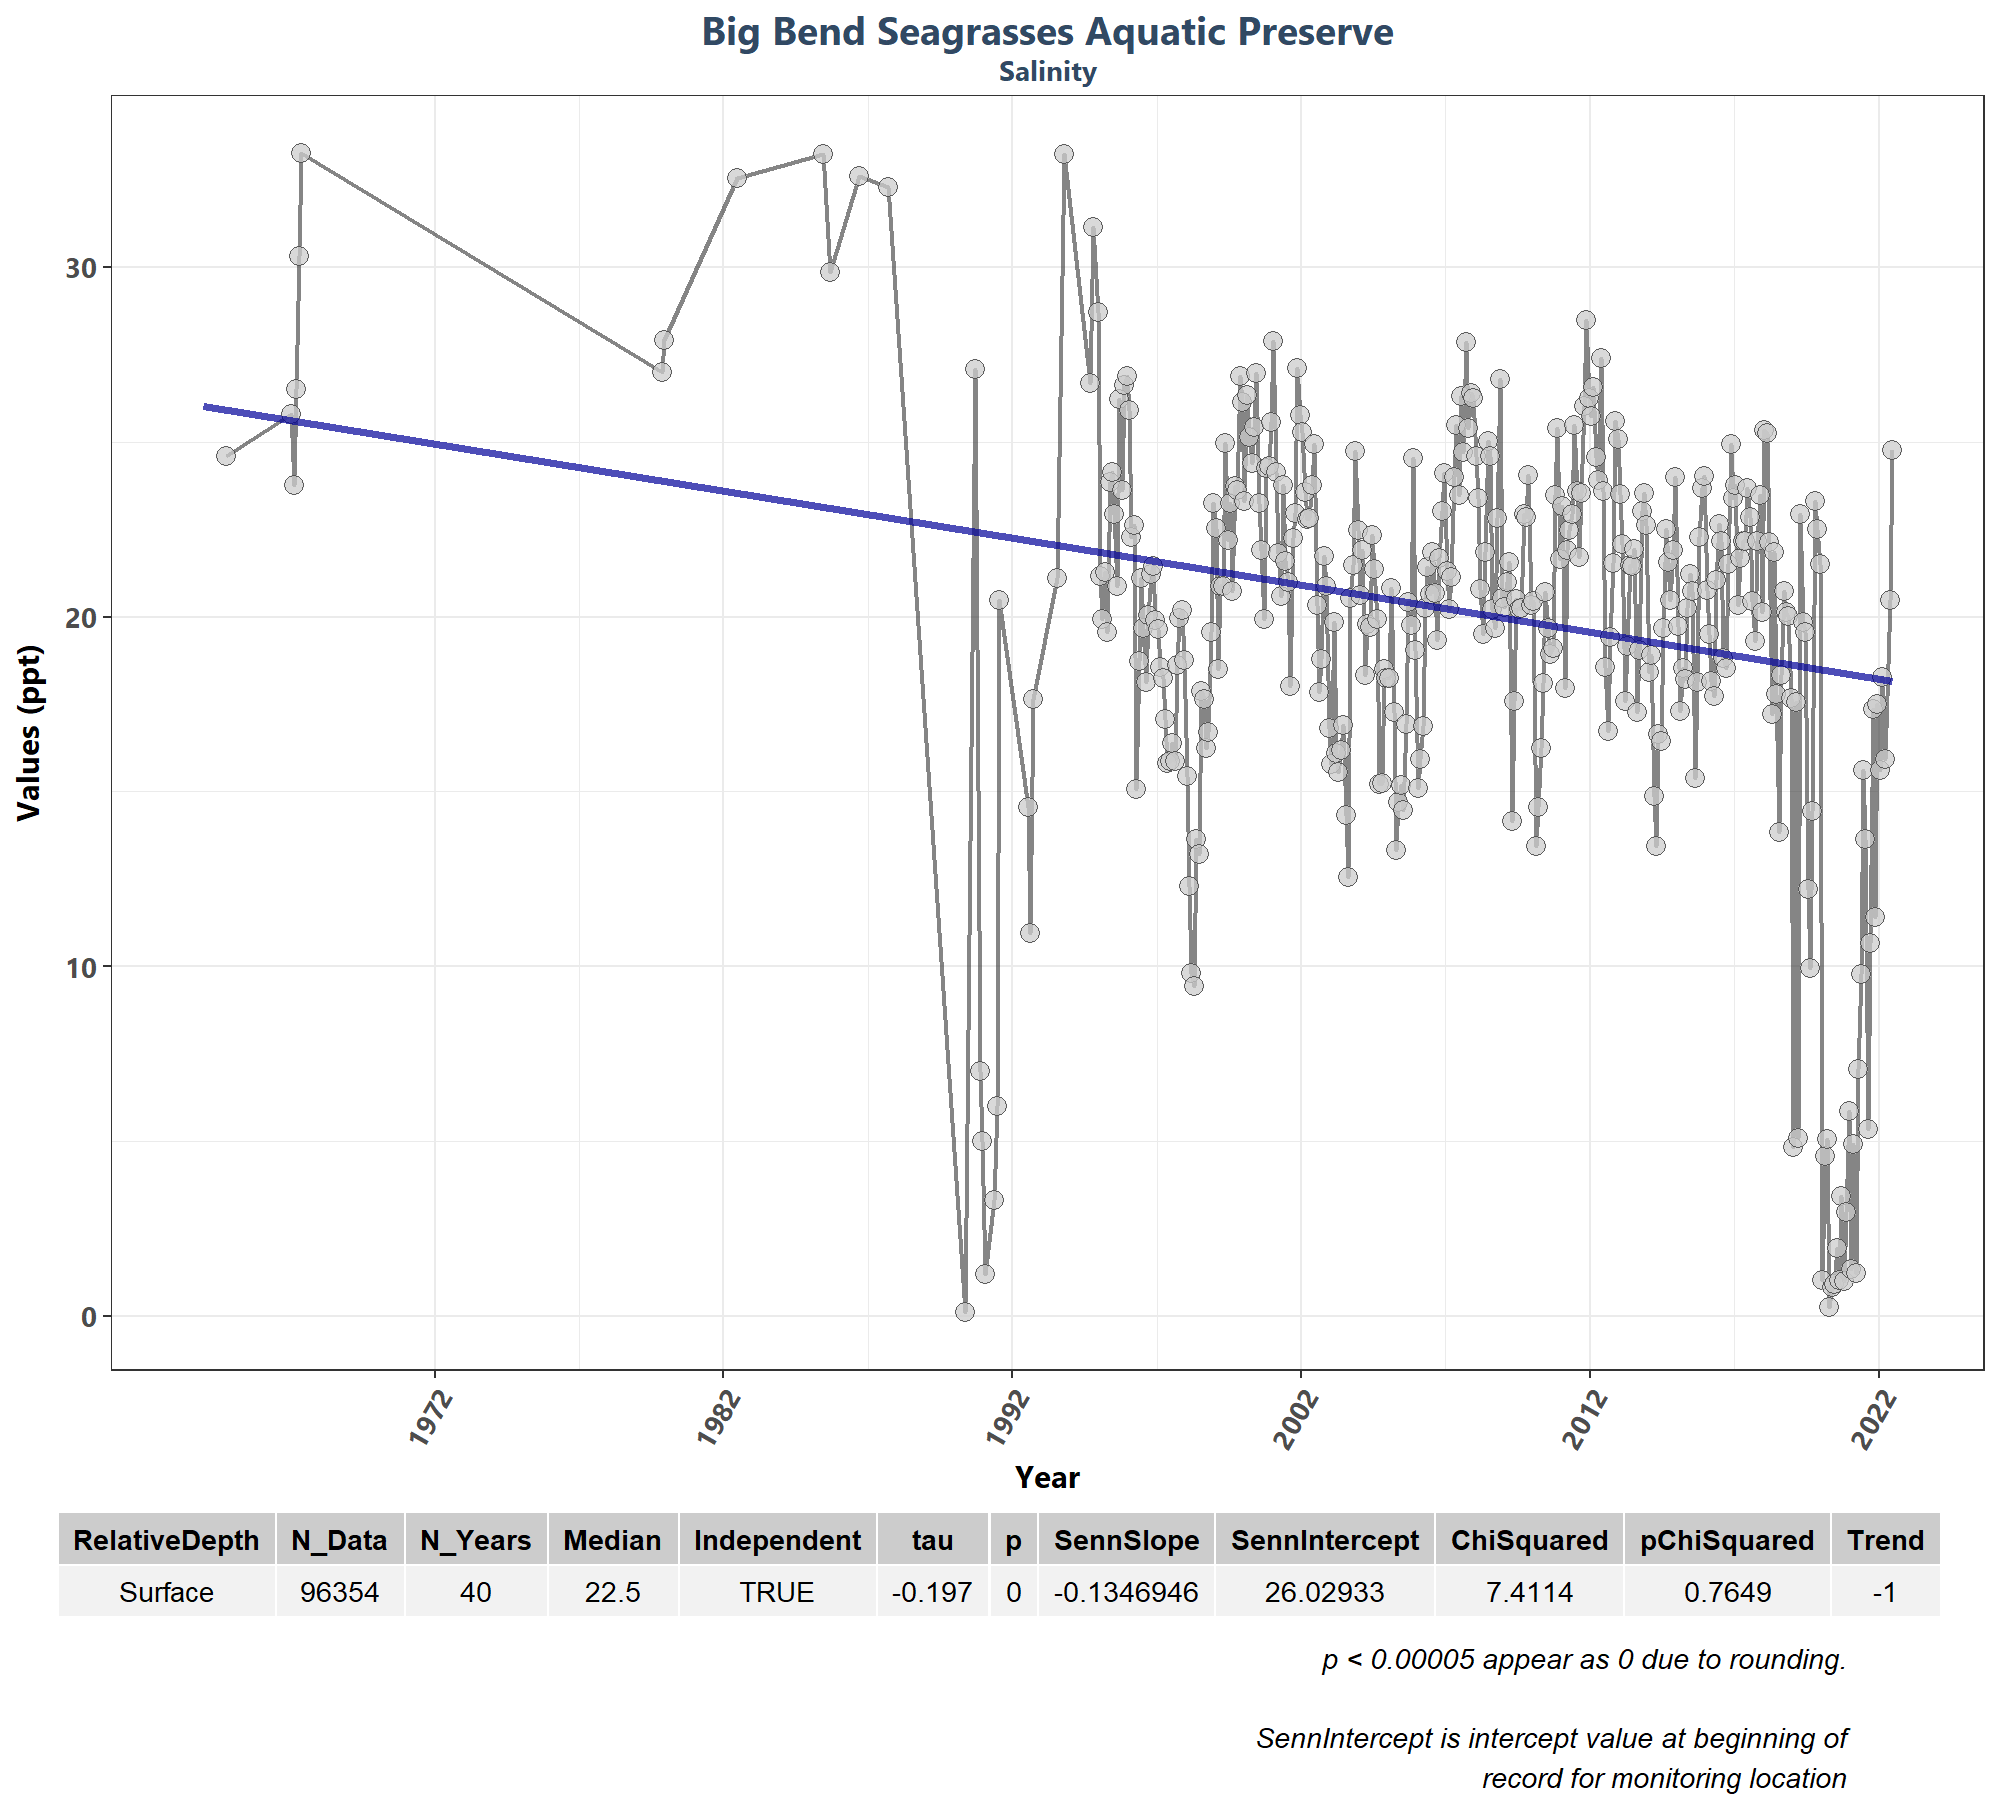 Big Bend Seagrasses Aquatic Preserve
Salinity
Values (ppt)
30
20
10
0
1972
1982
1992
2002
2012
2022
Year
RelativeDepth N_Data N_Years Median Independent tau p SennSlope SennIntercept ChiSquared pChiSquared Trend
Surface 96354 40 22.5 TRUE -0.197 0 -0.1346946 26.02933 7.4114 0.7649 -1
p < 0.00005 appear as 0 due to rounding.
SennIntercept is intercept value at beginning of
record for monitoring location